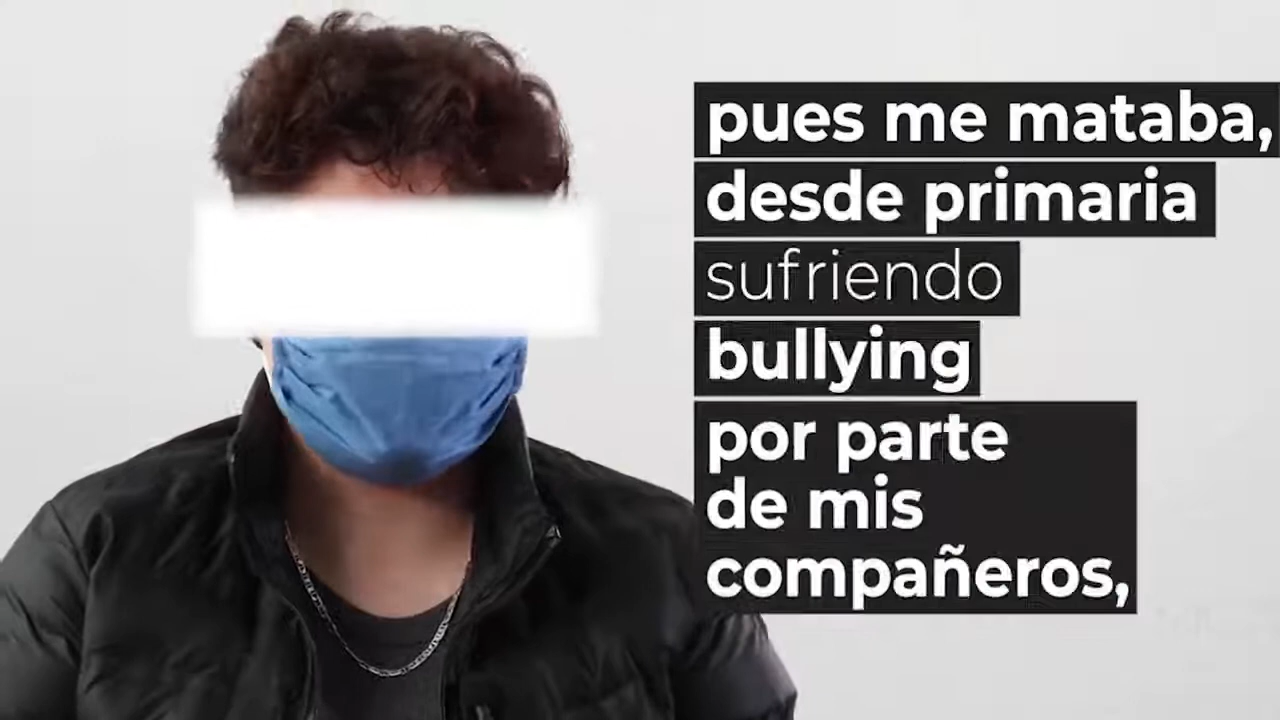 pues me mataba,
desde primaria
sufriendo
bullying
por parte
de mis
compañeros,